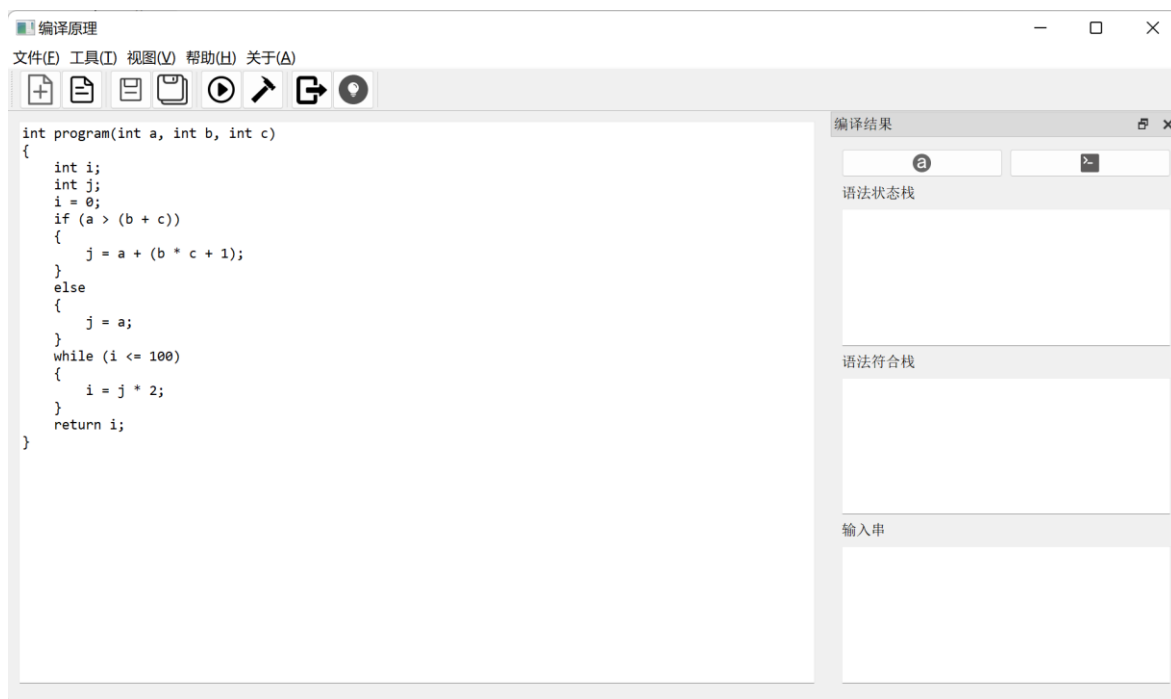 编译原理
文件(F) 工具(T) 视图(V) 帮助(H) 关于(A)
int program(int a, int b, int c)
{
    int i;
    int j;
    i = 0;
    if (a > (b + c))
    {
        j = a + (b * c + 1);
    }
    else
    {
        j = a;
    }
    while (i <= 100)
    {
        i = j * 2;
    }
    return i;
}
编译结果
a
语法状态栈
语法符合栈
输入串